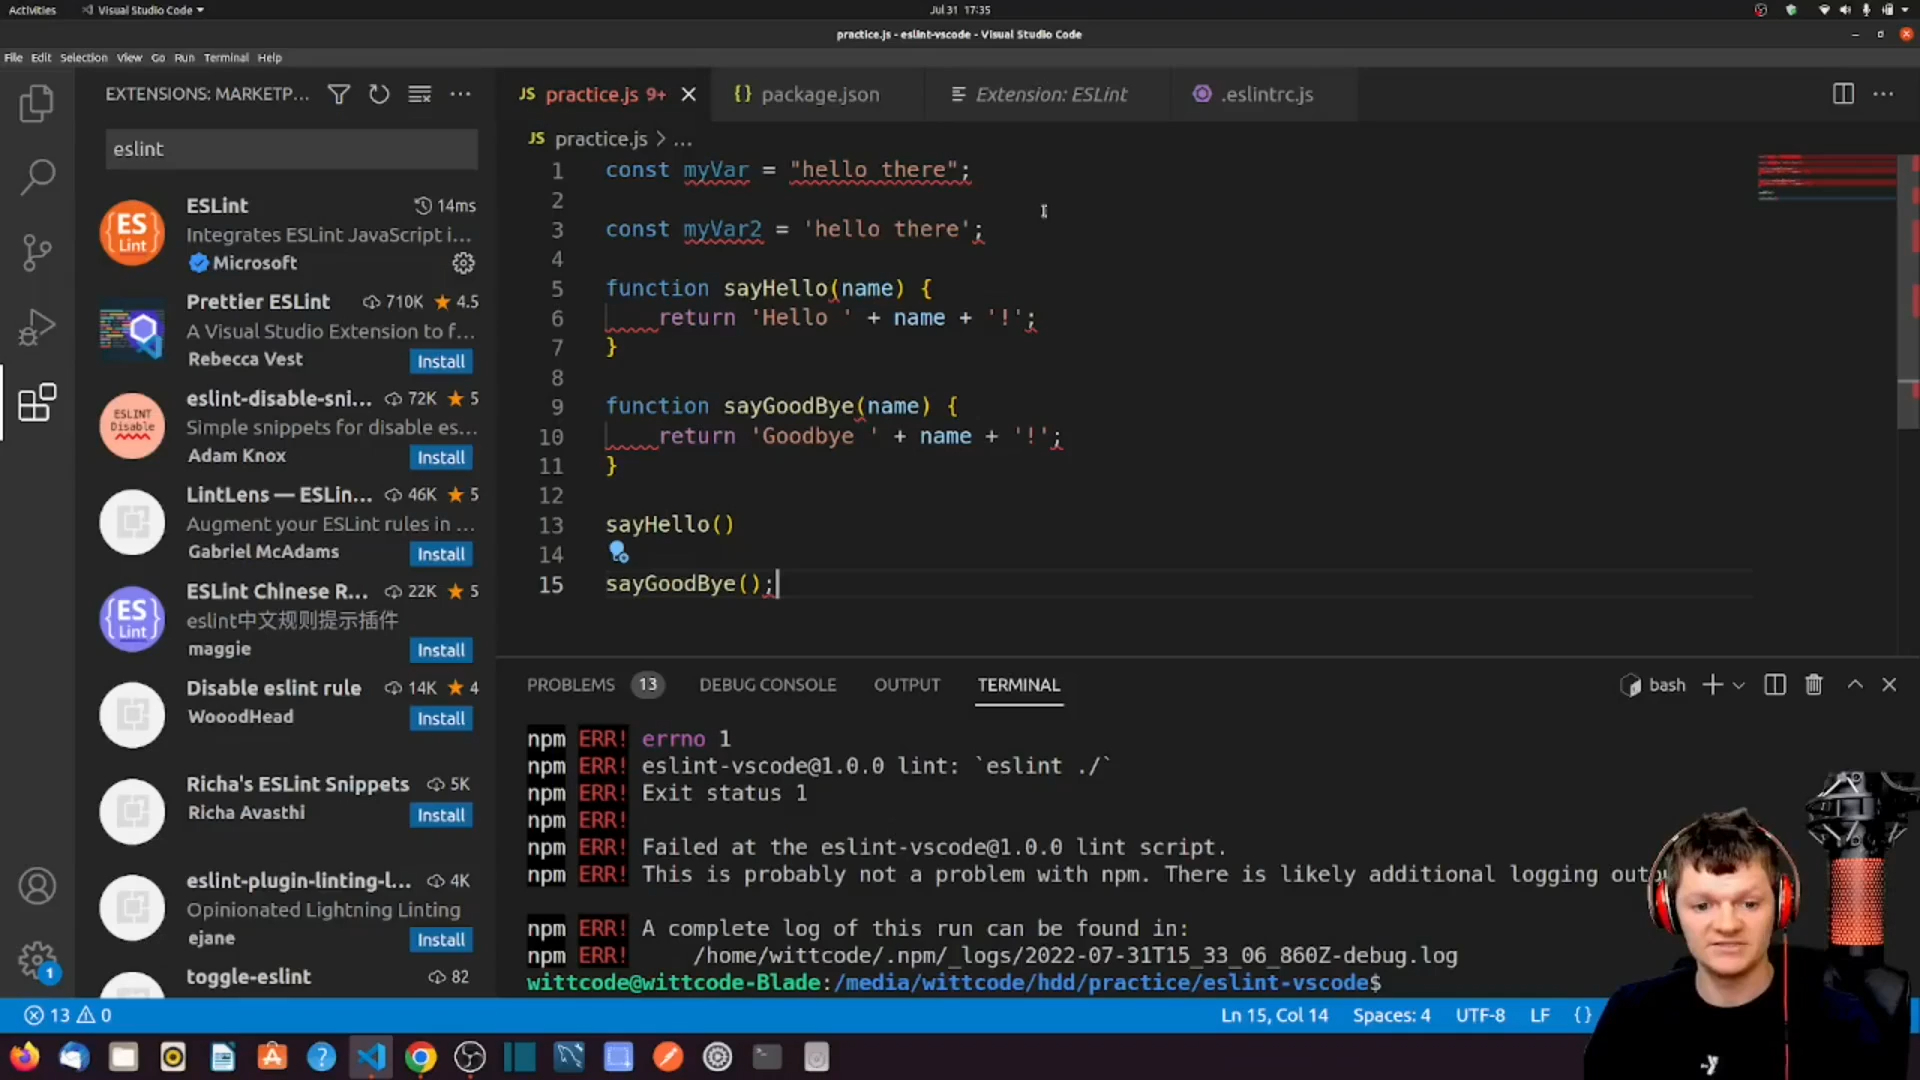 Activities
Visual Studio Code
Jul 31 17:35
practice.js - eslint-vscode - Visual Studio Code
File Edit Selection View Go Run Terminal Help
EXTENSIONS: MARKETP...
eslint
ESLint 14ms
Integrates ESLint JavaScript i...
Microsoft
Prettier ESLint 710K 4.5
A Visual Studio Extension to f...
Rebecca Vest Install
eslint-disable-sni... 72K 5
Simple snippets for disable es...
Adam Knox Install
LintLens — ESLin... 46K 5
Augment your ESLint rules in ...
Gabriel McAdams Install
ESLint Chinese R... 22K 5
eslint中文规则提示插件
maggie Install
Disable eslint rule 14K 4
WooodHead Install
Richa's ESLint Snippets 5K
Richa Avasthi Install
eslint-plugin-linting-l... 4K
Opinionated Lightning Linting
ejane Install
toggle-eslint 82
ES Lint
ESLINT Disable
ES Lint
1
JS practice.js 9+
{} package.json
Extension: ESLint
.eslintrc.js
JS practice.js > ...
1 const myVar = "hello there";
2
3 const myVar2 = 'hello there';
4
5 function sayHello(name) {
6 return 'Hello ' + name + '!';
7 }
8
9 function sayGoodBye(name) {
10 return 'Goodbye ' + name + '!';
11 }
12
13 sayHello()
14
15 sayGoodBye();
PROBLEMS 13 DEBUG CONSOLE OUTPUT TERMINAL
bash
npm ERR! errno 1
npm ERR! eslint-vscode@1.0.0 lint: `eslint ./`
npm ERR! Exit status 1
npm ERR!
npm ERR! Failed at the eslint-vscode@1.0.0 lint script.
npm ERR! This is probably not a problem with npm. There is likely additional logging outp
npm ERR! A complete log of this run can be found in:
npm ERR! /home/wittcode/.npm/_logs/2022-07-31T15_33_06_860Z-debug.log
wittcode@wittcode-Blade:/media/wittcode/hdd/practice/eslint-vscode$
13 0
Ln 15, Col 14 Spaces: 4 UTF-8 LF {}